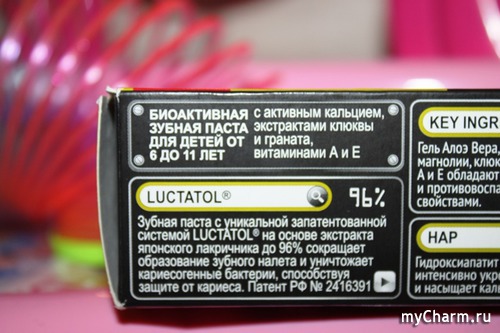 БИОАКТИВНАЯ
ЗУБНАЯ ПАСТА
ДЛЯ ДЕТЕЙ ОТ
6 ДО 11 ЛЕТ
с активным кальцием,
экстрактами клюквы
и граната,
витаминами А и Е
LUCTATOL®
96%
Зубная паста с уникальной запатентованной
системой LUCTATOL® на основе экстракта
японского лакричника до 96% сокращает
образование зубного налета и уничтожает
кариесогенные бактерии, способствуя
защите от кариеса. Патент РФ № 2416391
KEY INGR
Гель Алоэ Вера,
магнолии, клюк
А и Е обладают
и противовоспа
свойствами.
HAP
Гидроксиапатит
интенсивно укр
и насыщает кал
myCharm.ru